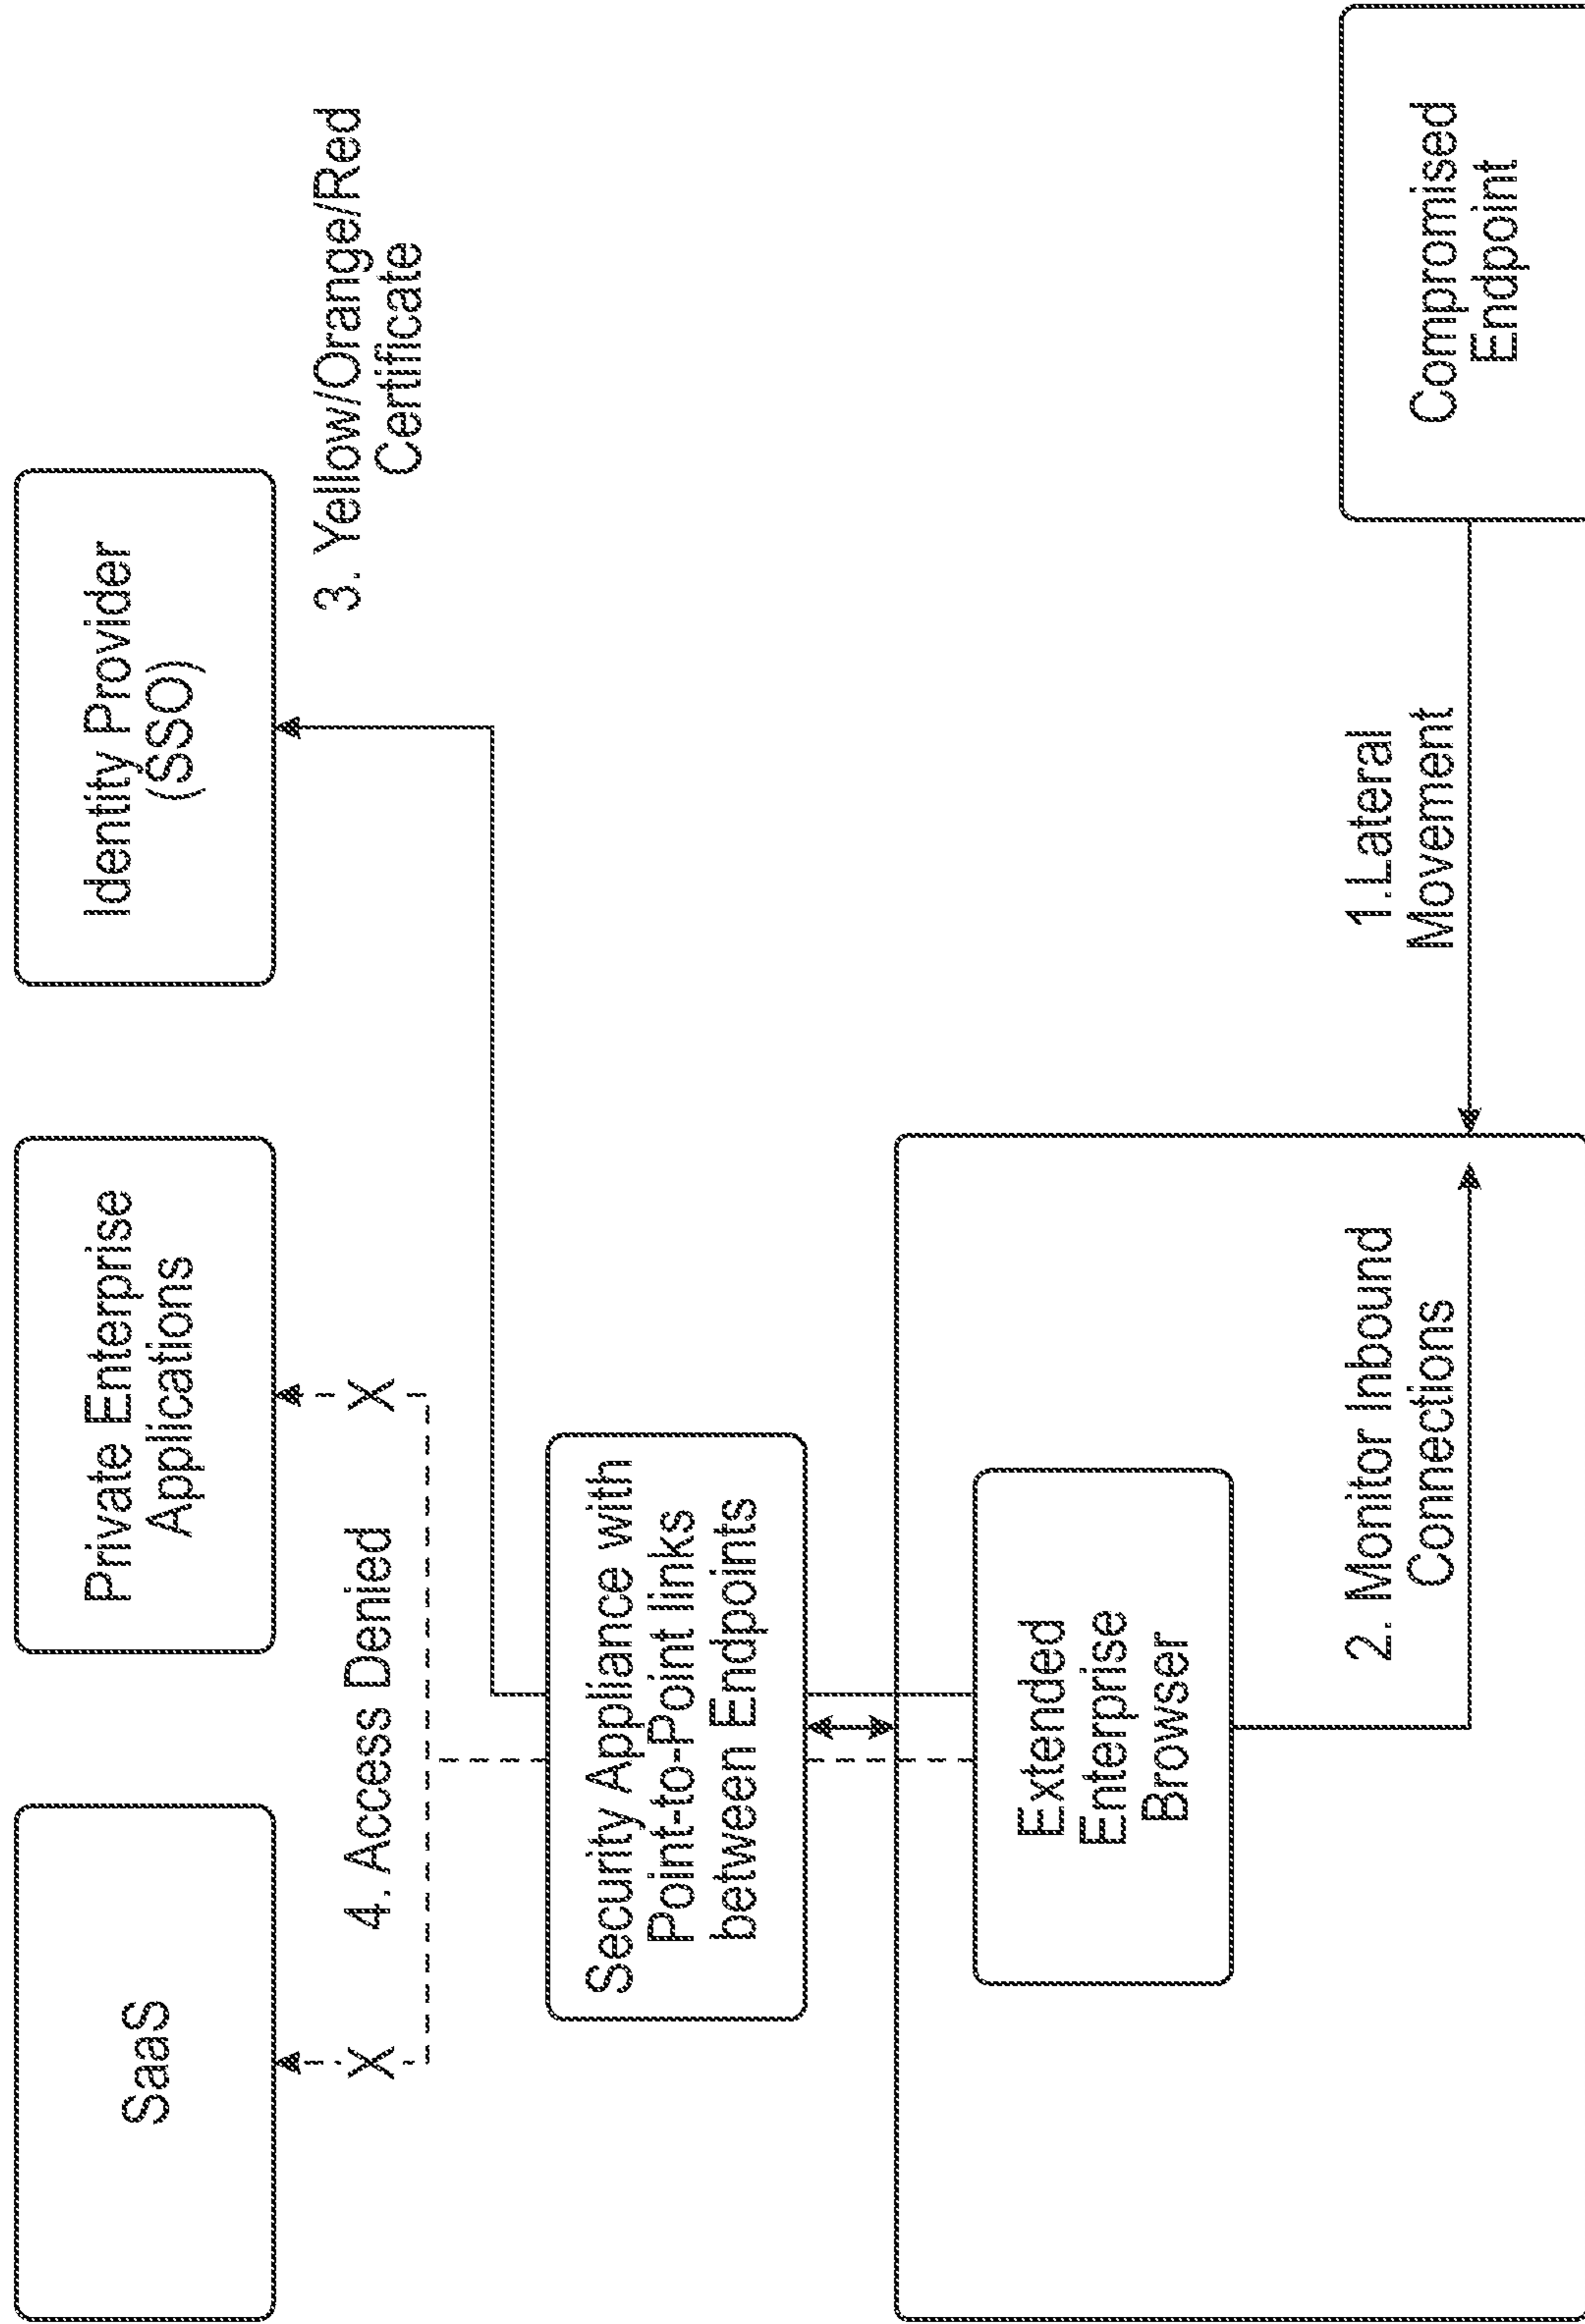 SaaS
Private Enterprise
Applications
Identity Provider
(SSO)
4. Access Denied
X
X
3. Yellow/Orange/Red
Certificate
Security Appliance with
Point-to-Point links
between Endpoints
Extended
Enterprise
Browser
2. Monitor Inbound
Connections
1.Lateral
Movement
Compromised
Endpoint